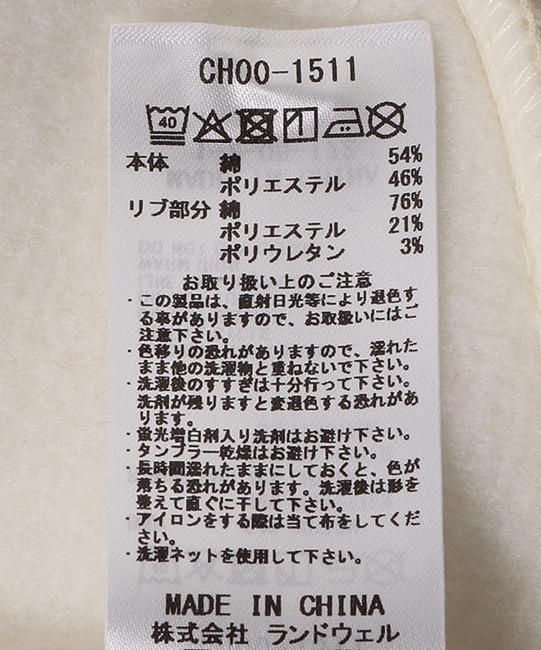 CH00-1511
40
本体 綿 54%
ポリエステル 46%
リブ部分 綿 76%
ポリエステル 21%
ポリウレタン 3%
お取り扱い上のご注意
・この製品は、直射日光等により退色す
る事がありますので、お取扱いにはご
注意下さい。
・色移りの恐れがありますので、濡れた
まま他の洗濯物と重ねないで下さい。
・洗濯後のすすぎは十分行って下さい。
洗剤が残りますと変退色する恐れがあ
ります。
・蛍光増白剤入り洗剤はお避け下さい。
・タンブラー乾燥はお避け下さい。
・長時間濡れたままにしておくと、色が
落ちる恐れがあります。洗濯後は形を
整えて直ぐに干して下さい。
・アイロンをする際は当て布をしてくだ
さい。
・洗濯ネットを使用して下さい。
MADE IN CHINA
株式会社 ランドウェル